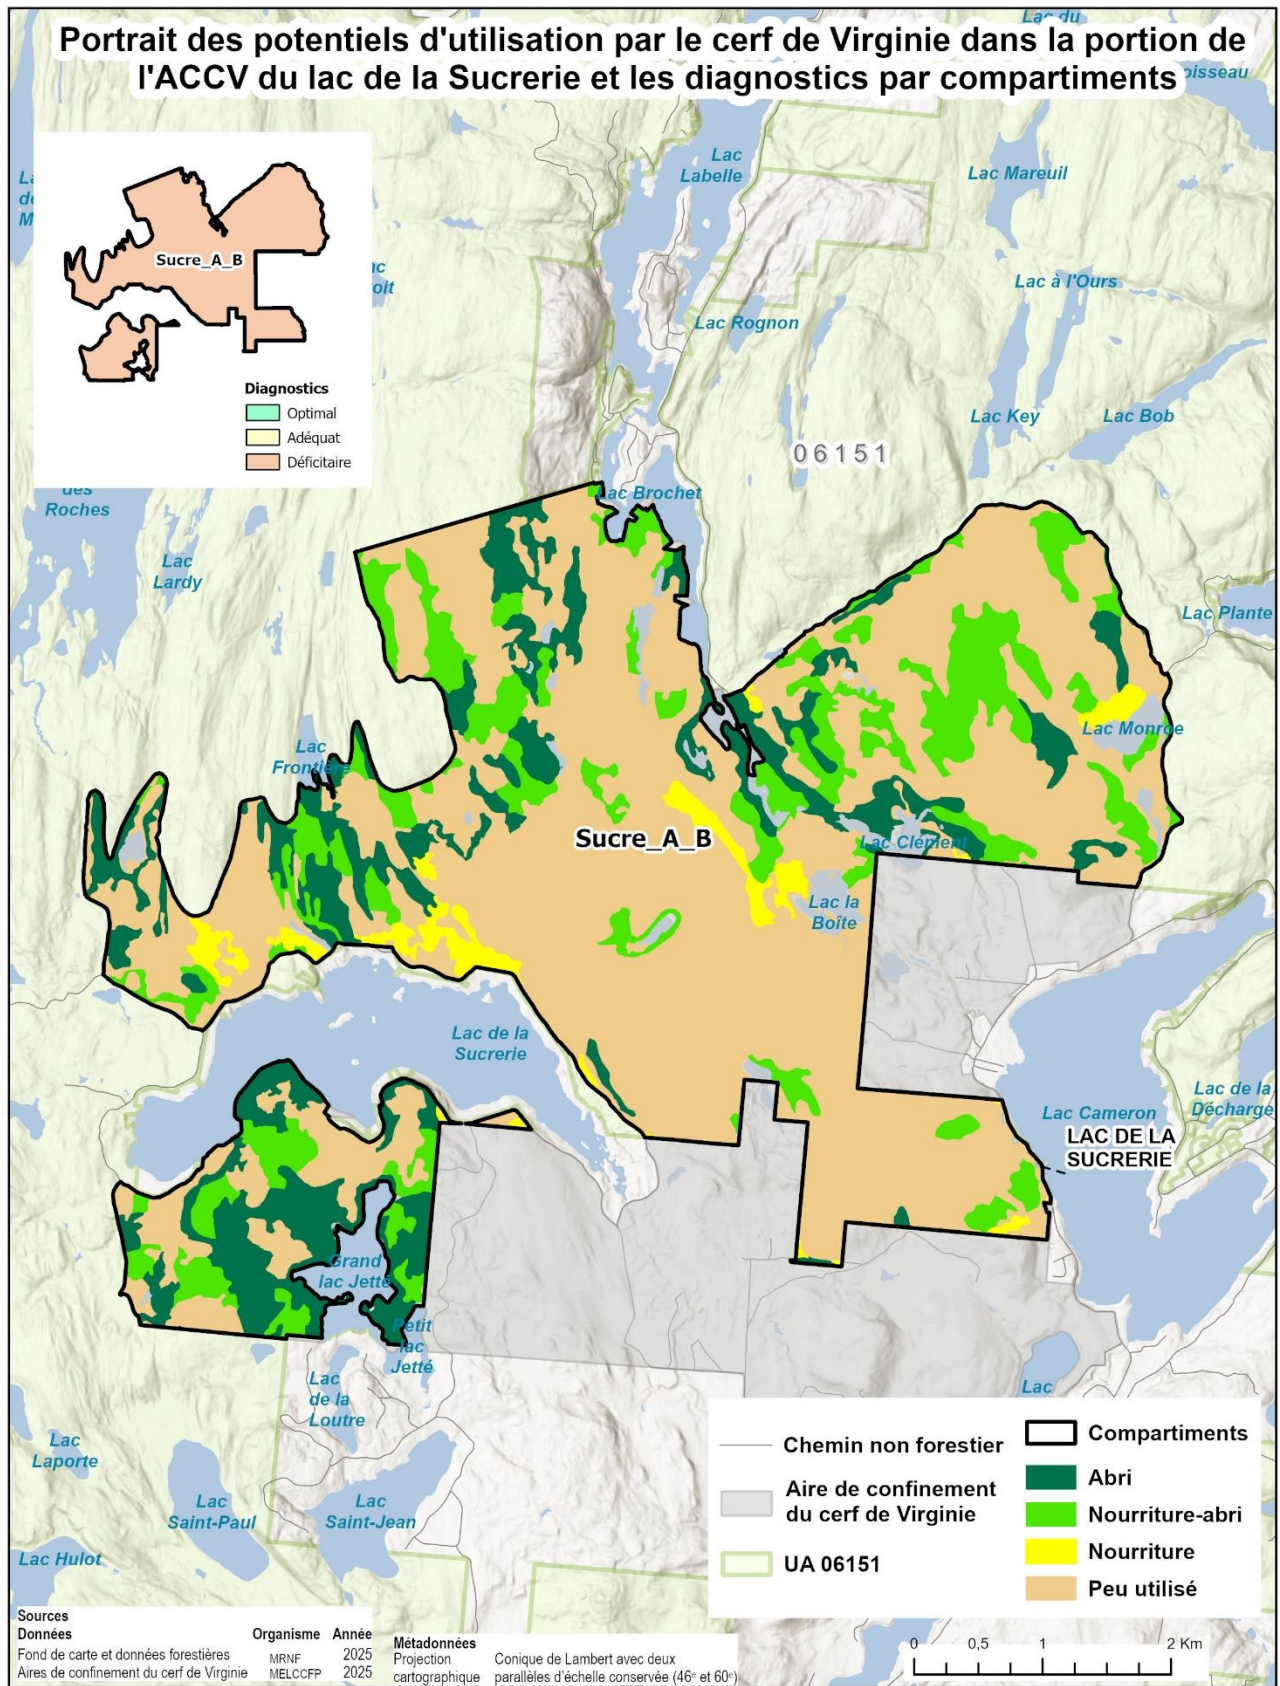 Lac du
Portrait des potentiels d'utilisation par le cerf de Virginie dans la portion de
l'ACCV du lac de la Sucrerie et les diagnostics par compartiments
Lac
Labelle
Lac Mareuil
Sucre_A_B
Lac à l'Ours
Lac Rognon
Diagnostics
Optimal
Adéquat
Déficitaire
Lac Key
Lac Bob
06151
des
Roches
Lac Brochet
Lac
Lardy
Lac Plante
Lac Monroe
Lac
Frontière
Sucre_A_B
Lac Clément
Lac la
Boîte
Lac de la
Sucrerie
Lac de la
Décharge
Lac Cameron
LAC DE LA
SUCRERIE
Grand
lac Jetté
Petit
lac
Jetté
Lac
Lac
de la
Loutre
Lac
Laporte
Lac
Saint-Paul
Lac
Saint-Jean
Lac Hulot
Chemin non forestier
Aire de confinement
du cerf de Virginie
UA 06151
Compartiments
Abri
Nourriture-abri
Nourriture
Peu utilisé
Sources
Données Organisme Année
Fond de carte et données forestières MRNF 2025
Aires de confinement du cerf de Virginie MELCCFP 2025
Métadonnées
Projection Conique de Lambert avec deux
cartographique parallèles d'échelle conservée (46e et 60e)
0 0,5 1 2 Km